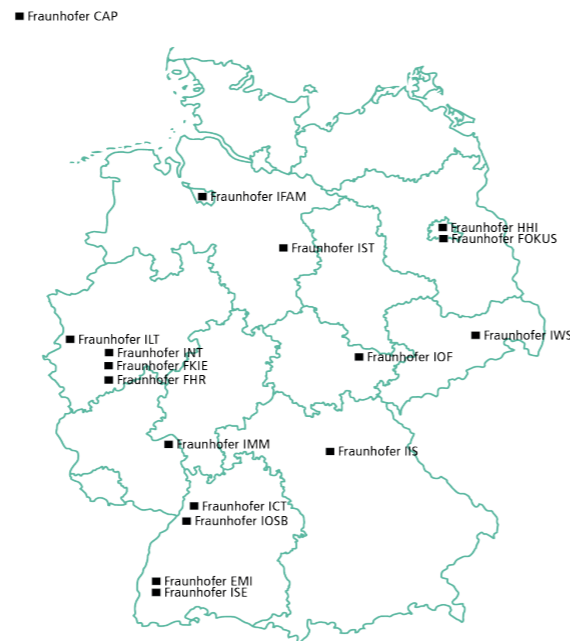 Fraunhofer CAP
Fraunhofer IFAM
Fraunhofer HHI
Fraunhofer FOKUS
Fraunhofer IST
Fraunhofer IWS
Fraunhofer ILT
Fraunhofer INT
Fraunhofer IOF
Fraunhofer FKIE
Fraunhofer FHR
Fraunhofer IMM
Fraunhofer IIS
Fraunhofer ICT
Fraunhofer IOSB
Fraunhofer EMI
Fraunhofer ISE